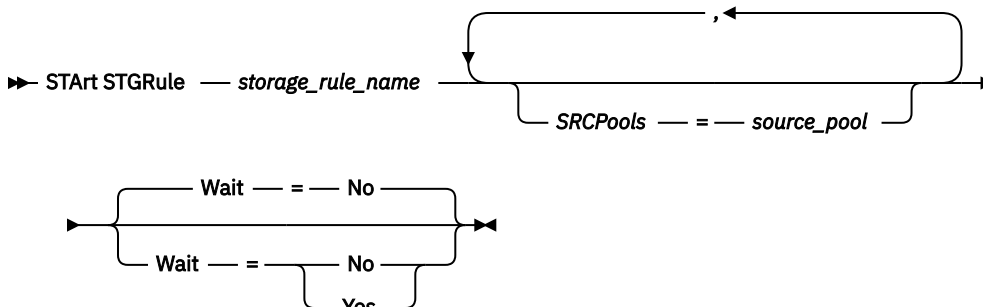 ,
STArt STGRule storage_rule_name
SRCPools = source_pool
Wait = No
Wait = No
Yes